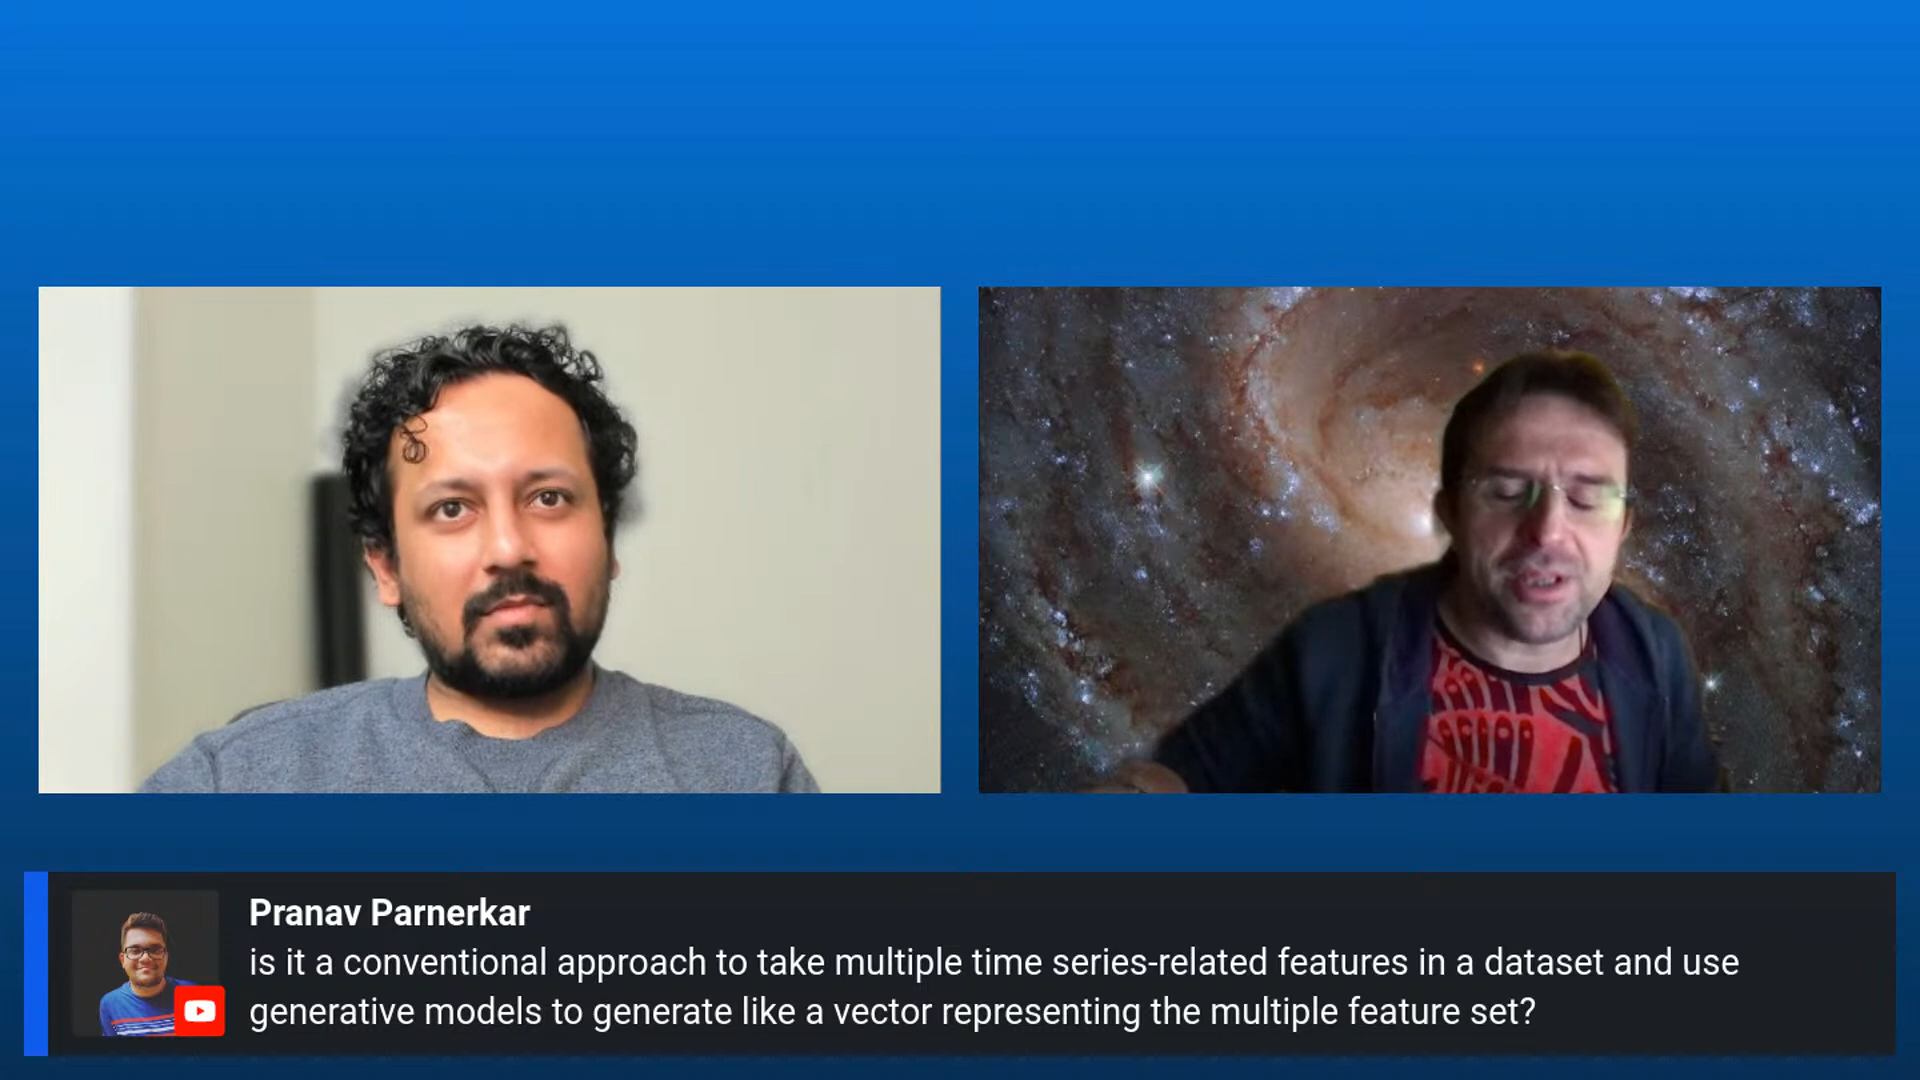 Pranav Parnerkar
is it a conventional approach to take multiple time series-related features in a dataset and use
generative models to generate like a vector representing the multiple feature set?